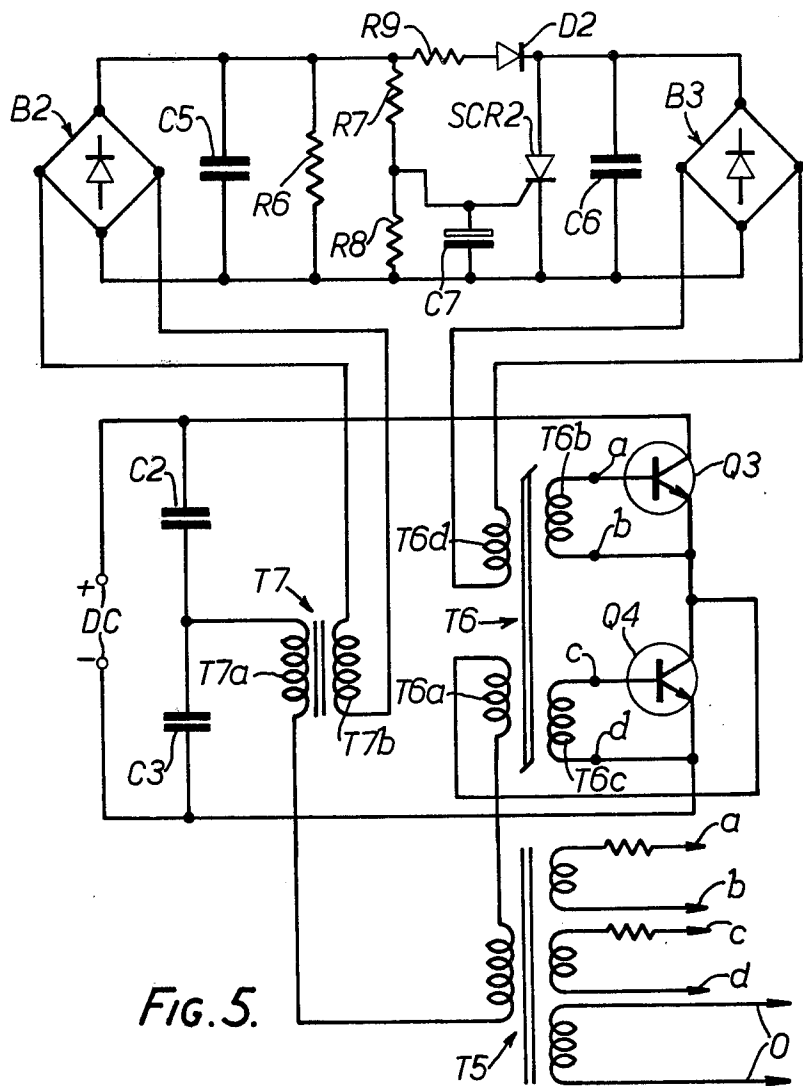 R9
D2
B2
C5
R7
SCR2
B3
R6
R8
C6
C7
T6b
a
Q3
C2
T6d
b
T7
+
DC
−
T6
Q4
T7a
T6a
c
C3
T7b
d
T6c
a
b
c
d
FIG. 5.
T5
O